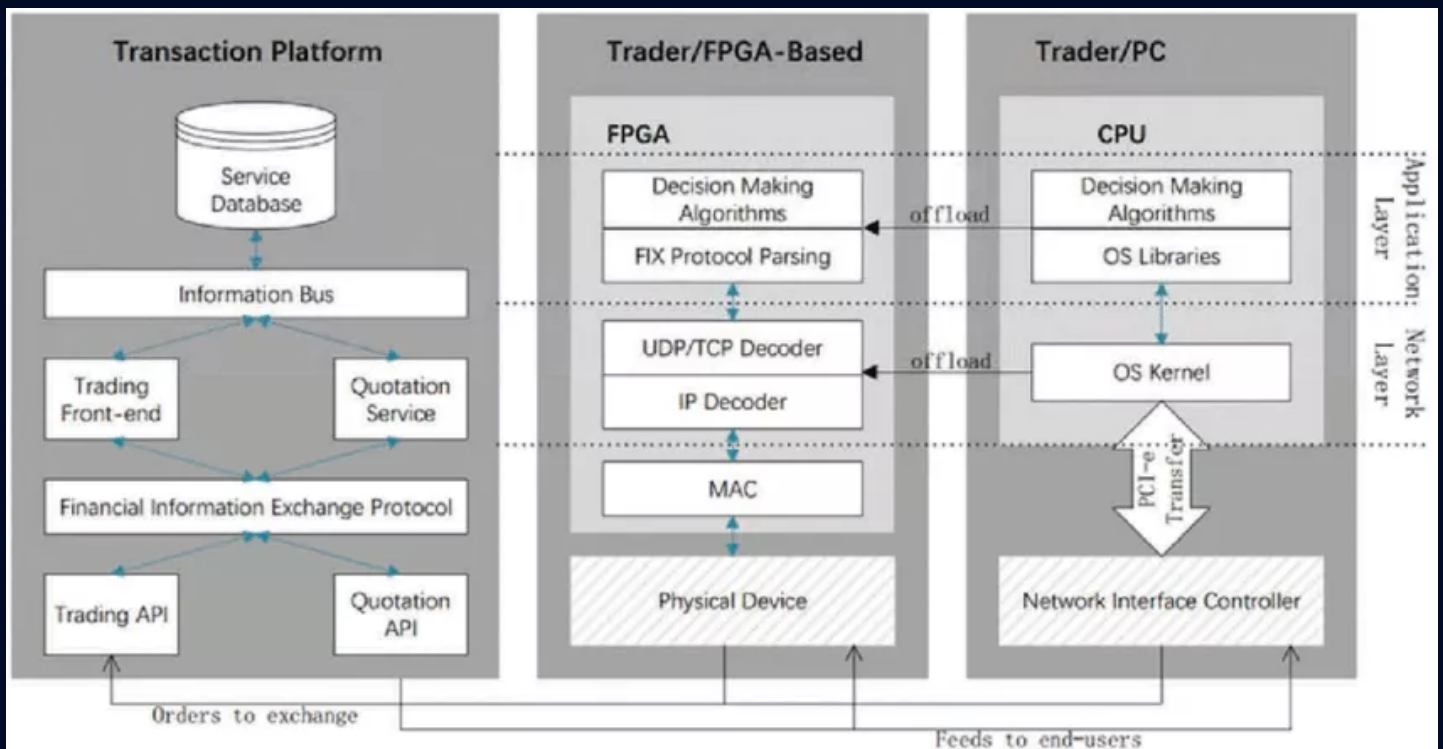 Transaction Platform
Service
Database
Information Bus
Trading
Front-end
Quotation
Service
Financial Information Exchange Protocol
Trading API
Quotation
API
Orders to exchange
Trader/FPGA-Based
FPGA
Decision Making
Algorithms
FIX Protocol Parsing
UDP/TCP Decoder
IP Decoder
MAC
Physical Device
offload
offload
Trader/PC
CPU
Decision Making
Algorithms
OS Libraries
OS Kernel
PCI-e
Transfer
Network Interface Controller
Feeds to end-users
Application
Layer
Network
Layer